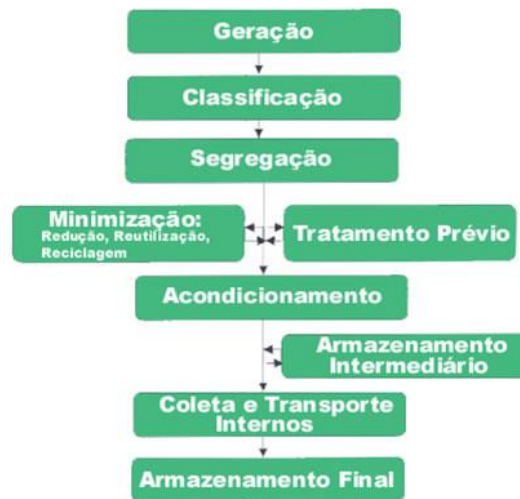 Geração
Classificação
Segregação
Minimização:
Redução, Reutilização,
Reciclagem
Tratamento Prévio
Acondicionamento
Armazenamento
Intermediário
Coleta e Transporte
Internos
Armazenamento Final